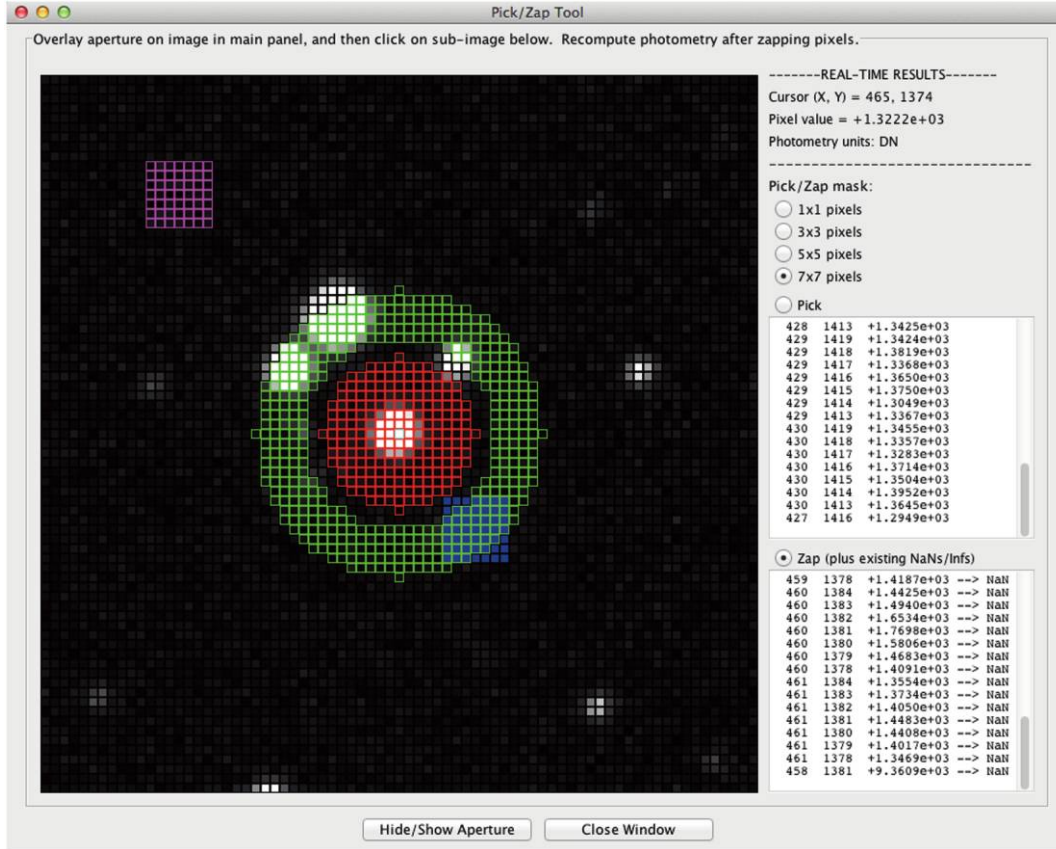 Pick/Zap Tool
Overlay aperture on image in main panel, and then click on sub-image below.  Recompute photometry after zapping pixels.
-------REAL-TIME RESULTS-------
Cursor (X, Y) = 465, 1374
Pixel value = +1.3222e+03
Photometry units: DN
-------------------------------
Pick/Zap mask:
1x1 pixels
3x3 pixels
5x5 pixels
7x7 pixels
Pick
428 1413 +1.3425e+03
429 1419 +1.3424e+03
429 1418 +1.3819e+03
429 1417 +1.3368e+03
429 1416 +1.3650e+03
429 1415 +1.3750e+03
429 1414 +1.3049e+03
429 1413 +1.3367e+03
430 1419 +1.3455e+03
430 1418 +1.3357e+03
430 1417 +1.3283e+03
430 1416 +1.3714e+03
430 1415 +1.3504e+03
430 1414 +1.3952e+03
430 1413 +1.3645e+03
427 1416 +1.2949e+03
Zap (plus existing NaNs/Infs)
459 1378 +1.4187e+03 --> NaN
460 1384 +1.4425e+03 --> NaN
460 1383 +1.4940e+03 --> NaN
460 1382 +1.6534e+03 --> NaN
460 1381 +1.7698e+03 --> NaN
460 1380 +1.5806e+03 --> NaN
460 1379 +1.4683e+03 --> NaN
460 1378 +1.4091e+03 --> NaN
461 1384 +1.3554e+03 --> NaN
461 1383 +1.3734e+03 --> NaN
461 1382 +1.4050e+03 --> NaN
461 1381 +1.4483e+03 --> NaN
461 1380 +1.4408e+03 --> NaN
461 1379 +1.4017e+03 --> NaN
461 1378 +1.3469e+03 --> NaN
458 1381 +9.3609e+03 --> NaN
Hide/Show Aperture
Close Window